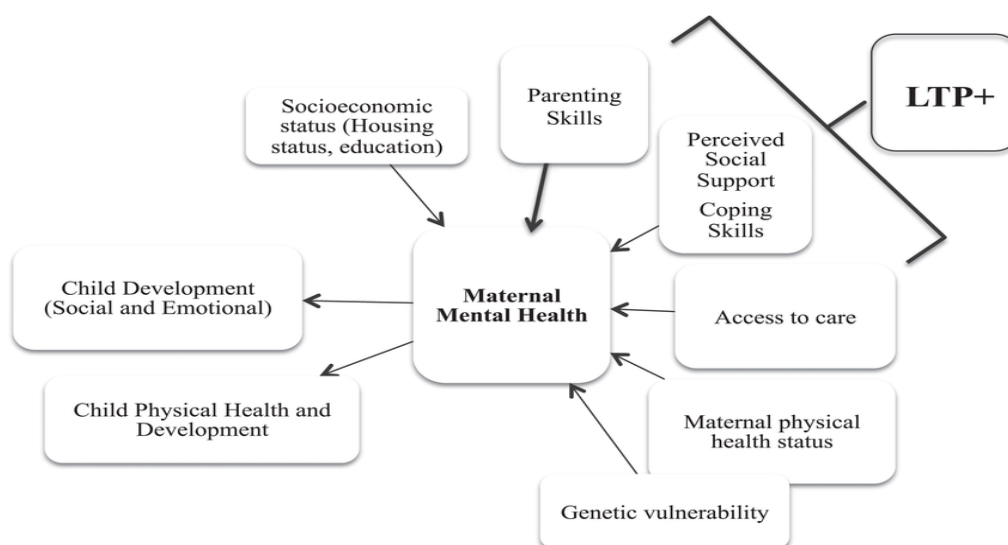 LTP+
Parenting
Skills
Socioeconomic
status (Housing
status, education)
Perceived
Social
Support
Coping
Skills
Child Development
(Social and Emotional)
Maternal
Mental Health
Access to care
Child Physical Health and
Development
Maternal physical
health status
Genetic vulnerability